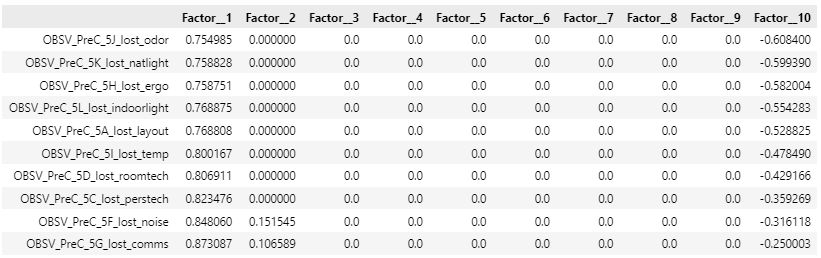 Factor__1 Factor__2 Factor__3 Factor__4 Factor__5 Factor__6 Factor__7 Factor__8 Factor__9 Factor__10
OBSV_PreC_5J_lost_odor 0.754985 0.000000 0.0 0.0 0.0 0.0 0.0 0.0 0.0 -0.608400
OBSV_PreC_5K_lost_natlight 0.758828 0.000000 0.0 0.0 0.0 0.0 0.0 0.0 0.0 -0.599390
OBSV_PreC_5H_lost_ergo 0.758751 0.000000 0.0 0.0 0.0 0.0 0.0 0.0 0.0 -0.582004
OBSV_PreC_5L_lost_indoorlight 0.768875 0.000000 0.0 0.0 0.0 0.0 0.0 0.0 0.0 -0.554283
OBSV_PreC_5A_lost_layout 0.768808 0.000000 0.0 0.0 0.0 0.0 0.0 0.0 0.0 -0.528825
OBSV_PreC_5I_lost_temp 0.800167 0.000000 0.0 0.0 0.0 0.0 0.0 0.0 0.0 -0.478490
OBSV_PreC_5D_lost_roomtech 0.806911 0.000000 0.0 0.0 0.0 0.0 0.0 0.0 0.0 -0.429166
OBSV_PreC_5C_lost_perstech 0.823476 0.000000 0.0 0.0 0.0 0.0 0.0 0.0 0.0 -0.359269
OBSV_PreC_5F_lost_noise 0.848060 0.151545 0.0 0.0 0.0 0.0 0.0 0.0 0.0 -0.316118
OBSV_PreC_5G_lost_comms 0.873087 0.106589 0.0 0.0 0.0 0.0 0.0 0.0 0.0 -0.250003